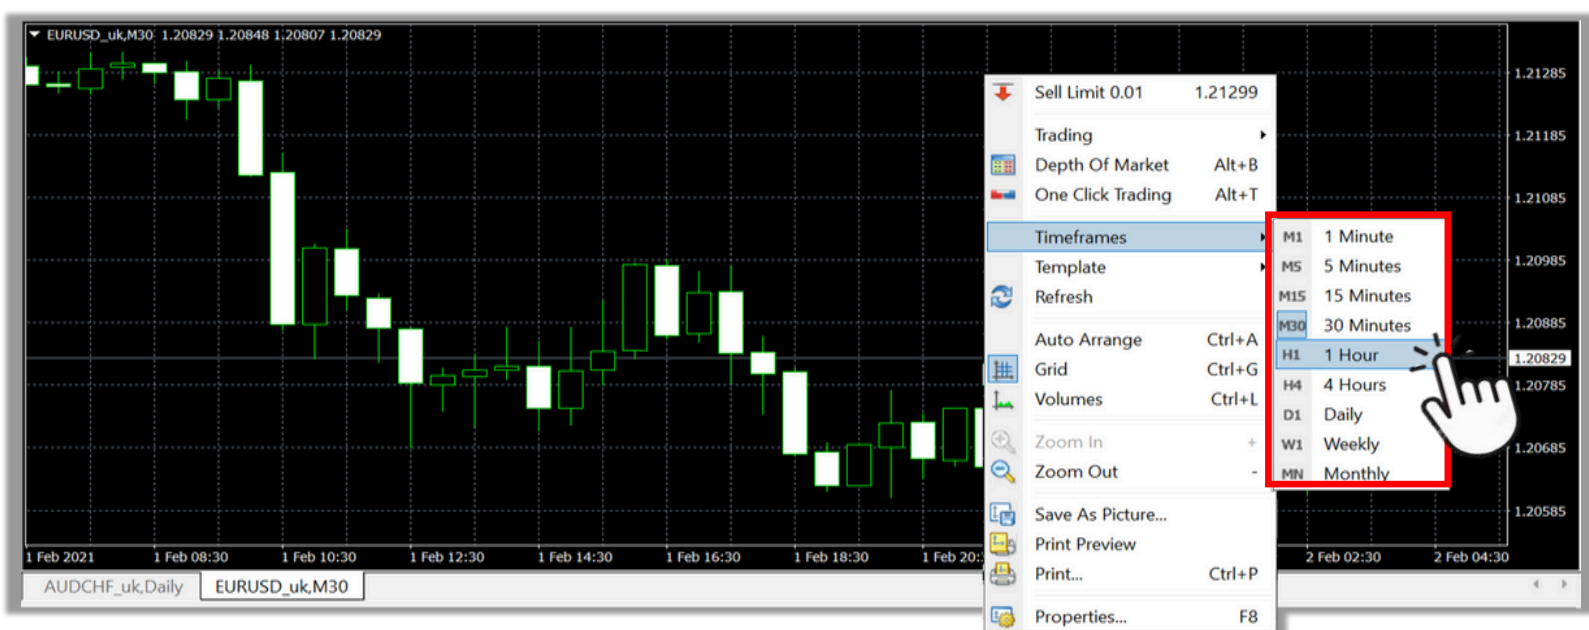 EURUSD_uk,M30 1.20829 1.20848 1.20807 1.20829
1.21285
1.21185
1.21085
1.20985
1.20885
1.20829
1.20785
1.20685
1.20585
Sell Limit 0.01 1.21299
Trading
Depth Of Market Alt+B
One Click Trading Alt+T
Timeframes
Template
Refresh
Auto Arrange Ctrl+A
Grid Ctrl+G
Volumes Ctrl+L
Zoom In +
Zoom Out -
Save As Picture...
Print Preview
Print... Ctrl+P
Properties... F8
M1 1 Minute
M5 5 Minutes
M15 15 Minutes
M30 30 Minutes
H1 1 Hour
H4 4 Hours
D1 Daily
W1 Weekly
MN Monthly
1 Feb 2021 1 Feb 08:30 1 Feb 10:30 1 Feb 12:30 1 Feb 14:30 1 Feb 16:30 1 Feb 18:30 1 Feb 20: 2 Feb 02:30 2 Feb 04:30
AUDCHF_uk,Daily EURUSD_uk,M30